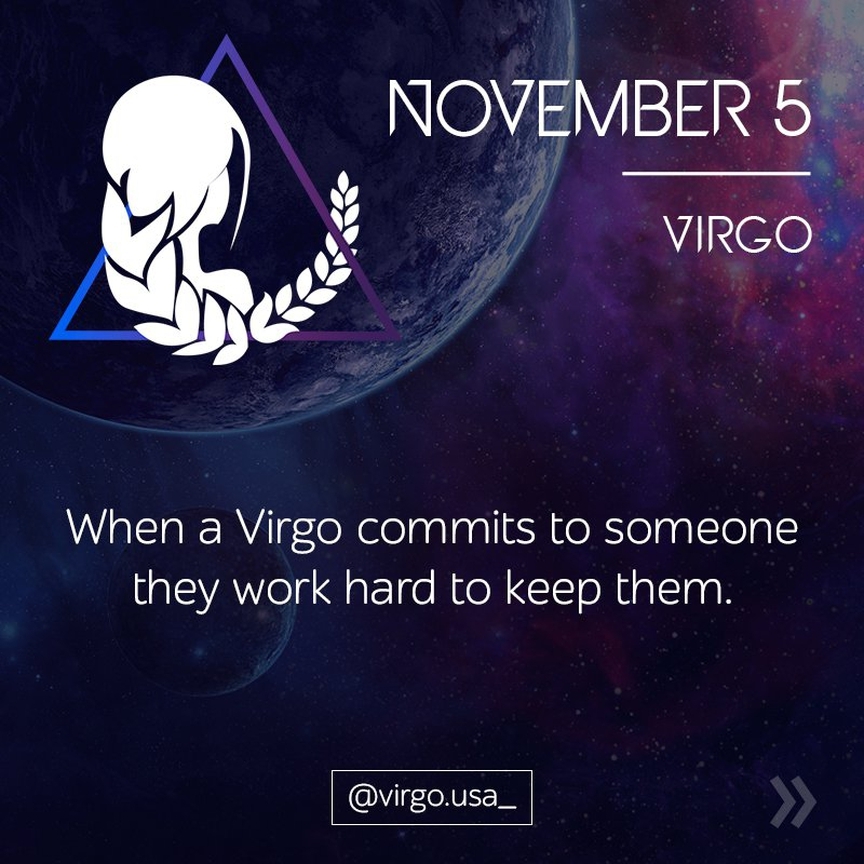 NOVEMBER 5
VIRGO
When a Virgo commits to someone
they work hard to keep them.
@virgo.usa_